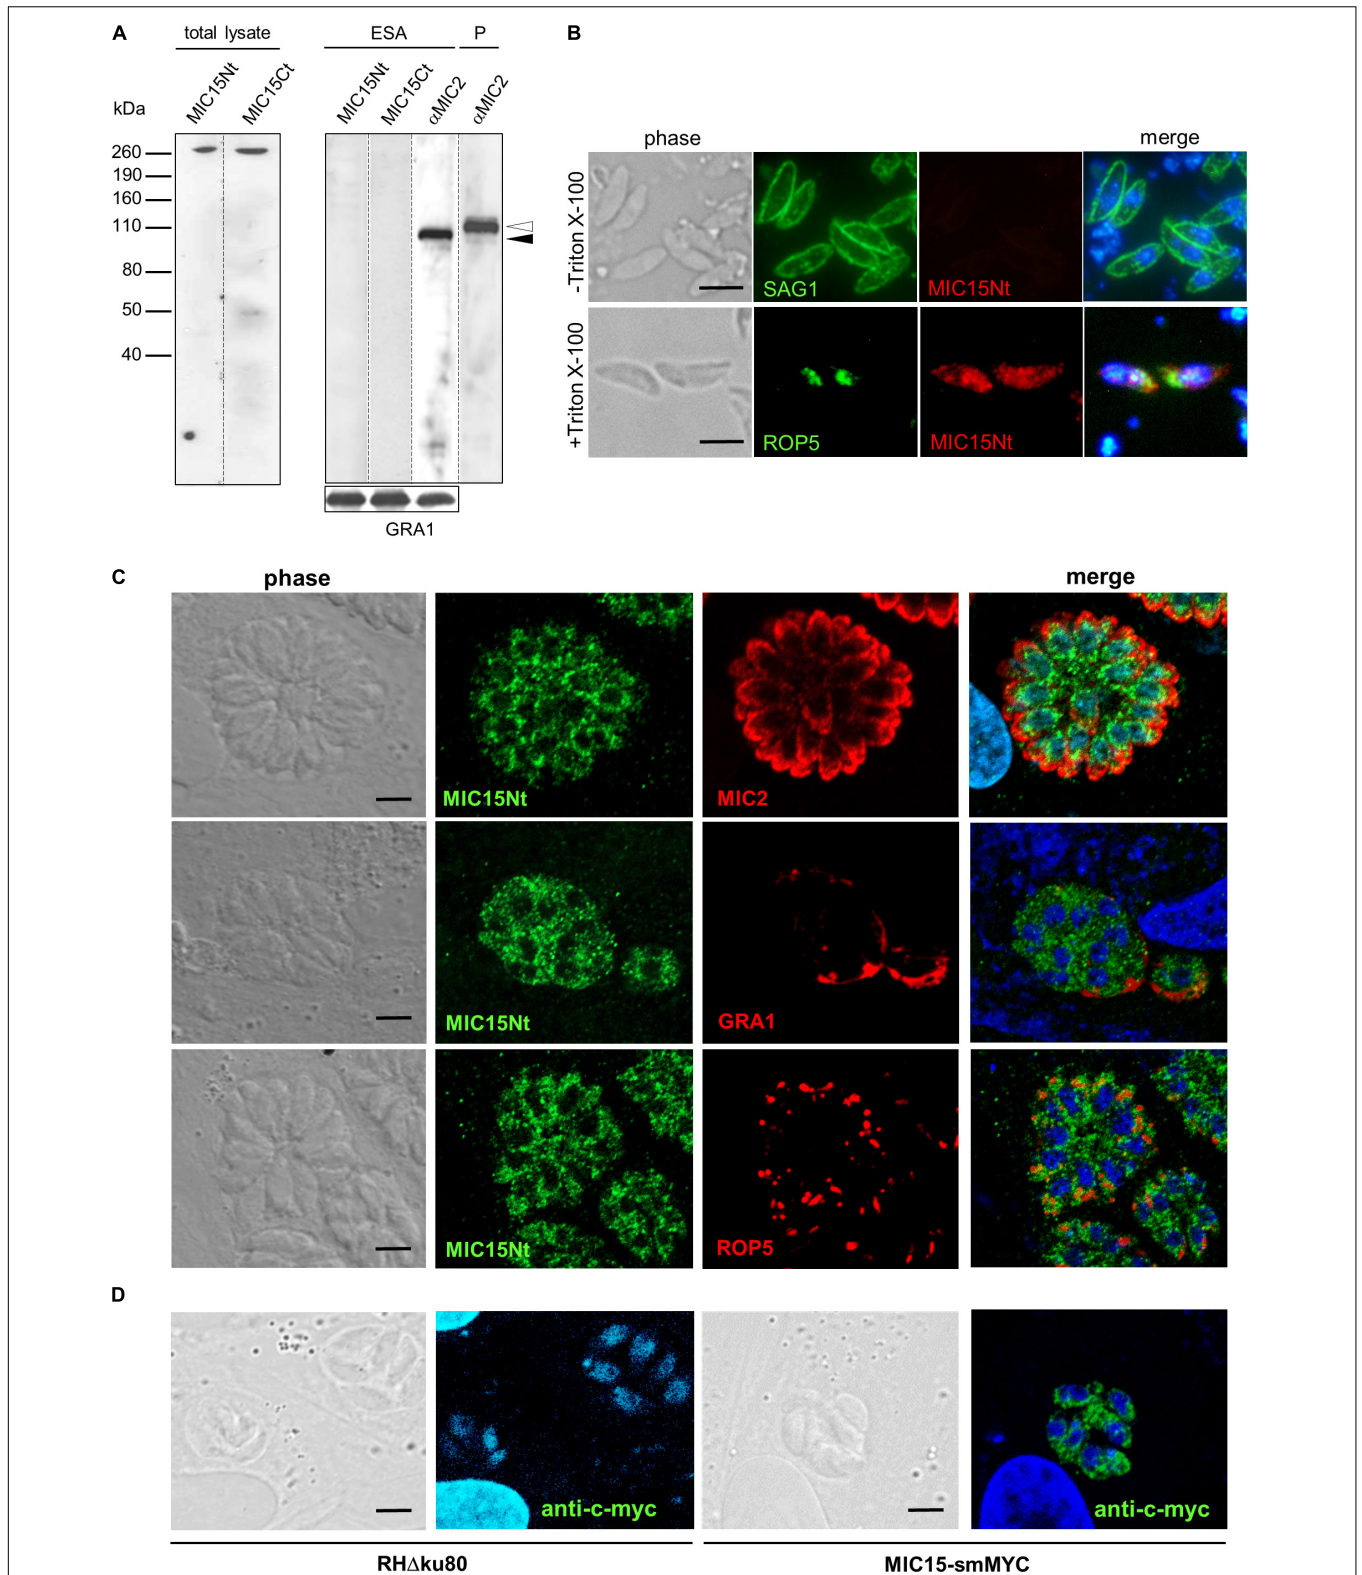 A
total lysate
ESA
P
MIC15Nt
MIC15Ct
MIC15Nt
MIC15Ct
αMIC2
αMIC2
kDa
260
190
160
110
80
50
40
GRA1
B
phase
merge
-Triton X-100
SAG1
MIC15Nt
+Triton X-100
ROP5
MIC15Nt
C
phase
merge
MIC15Nt
MIC2
MIC15Nt
GRA1
MIC15Nt
ROP5
D
anti-c-myc
anti-c-myc
RHΔku80
MIC15-smMYC